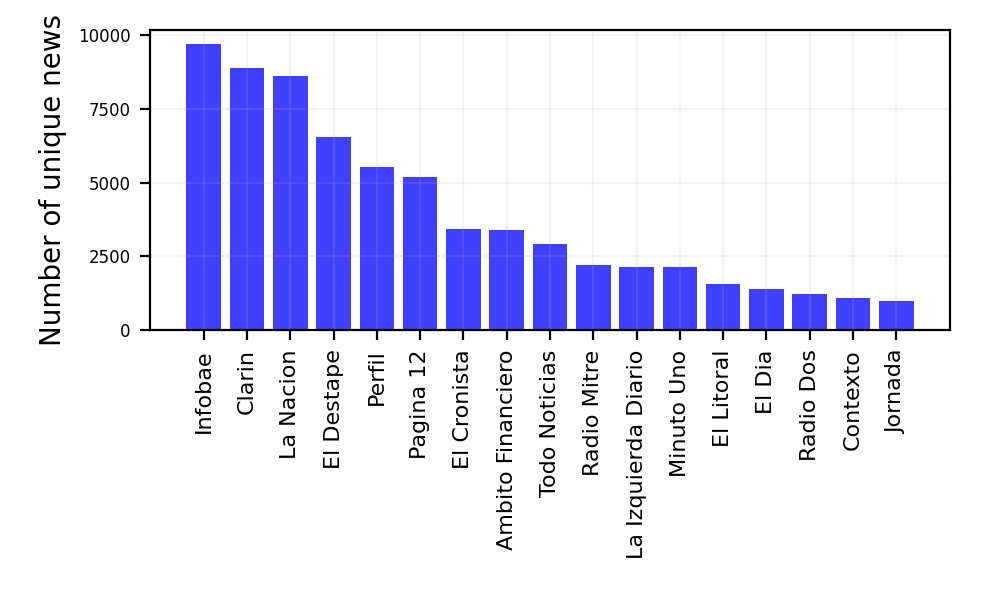 Number of unique news
10000
7500
5000
2500
0
Infobae
Clarin
La Nacion
El Destape
Perfil
Pagina 12
El Cronista
Ambito Financiero
Todo Noticias
Radio Mitre
La Izquierda Diario
Minuto Uno
El Litoral
El Dia
Radio Dos
Contexto
Jornada